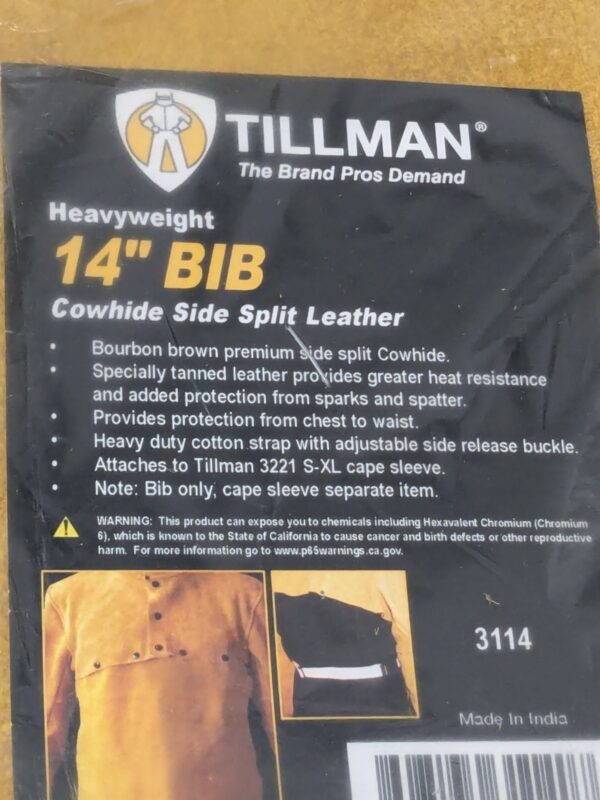 TILLMAN®
The Brand Pros Demand
Heavyweight
14" BIB
Cowhide Side Split Leather
• Bourbon brown premium side split Cowhide.
• Specially tanned leather provides greater heat resistance
and added protection from sparks and spatter.
• Provides protection from chest to waist.
• Heavy duty cotton strap with adjustable side release buckle.
• Attaches to Tillman 3221 S-XL cape sleeve.
• Note: Bib only, cape sleeve separate item.
WARNING: This product can expose you to chemicals including Hexavalent Chromium (Chromium
6), which is known to the State of California to cause cancer and birth defects or other reproductive
harm. For more information go to www.p65warnings.ca.gov.
3114
Made In India